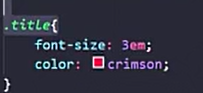 .title{
font-size: 3em;
color: crimson;
}